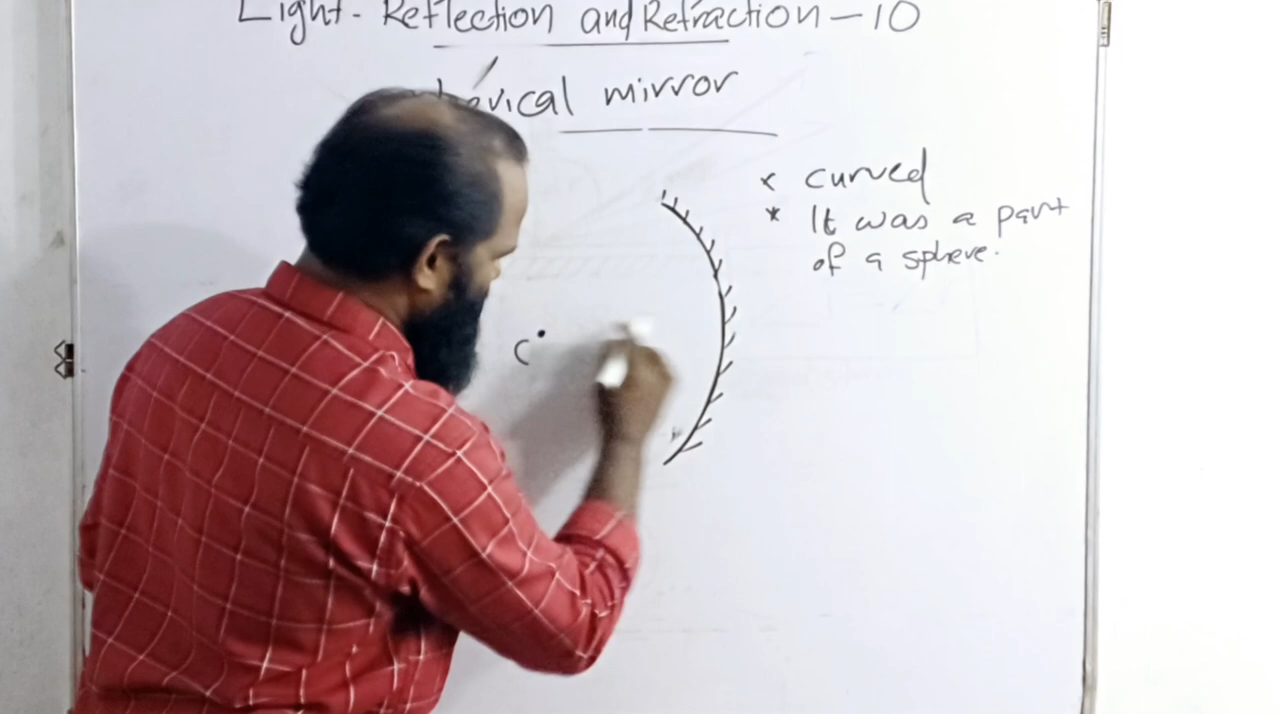 Light - Reflection and Refraction - 10
mirror
* curved
* It was a part
of a sphere.
C